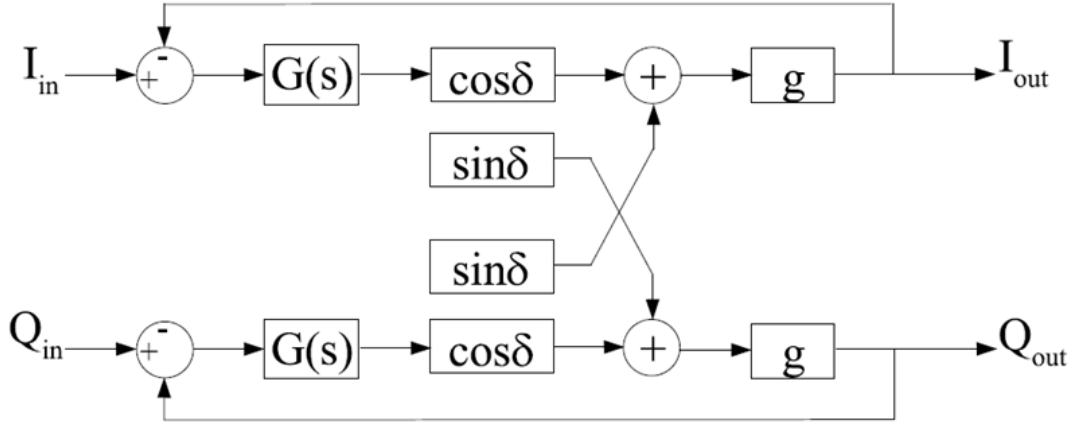 -
I_in + G(s) cosδ + g I_out
sinδ
sinδ
-
Q_in + G(s) cosδ + g Q_out